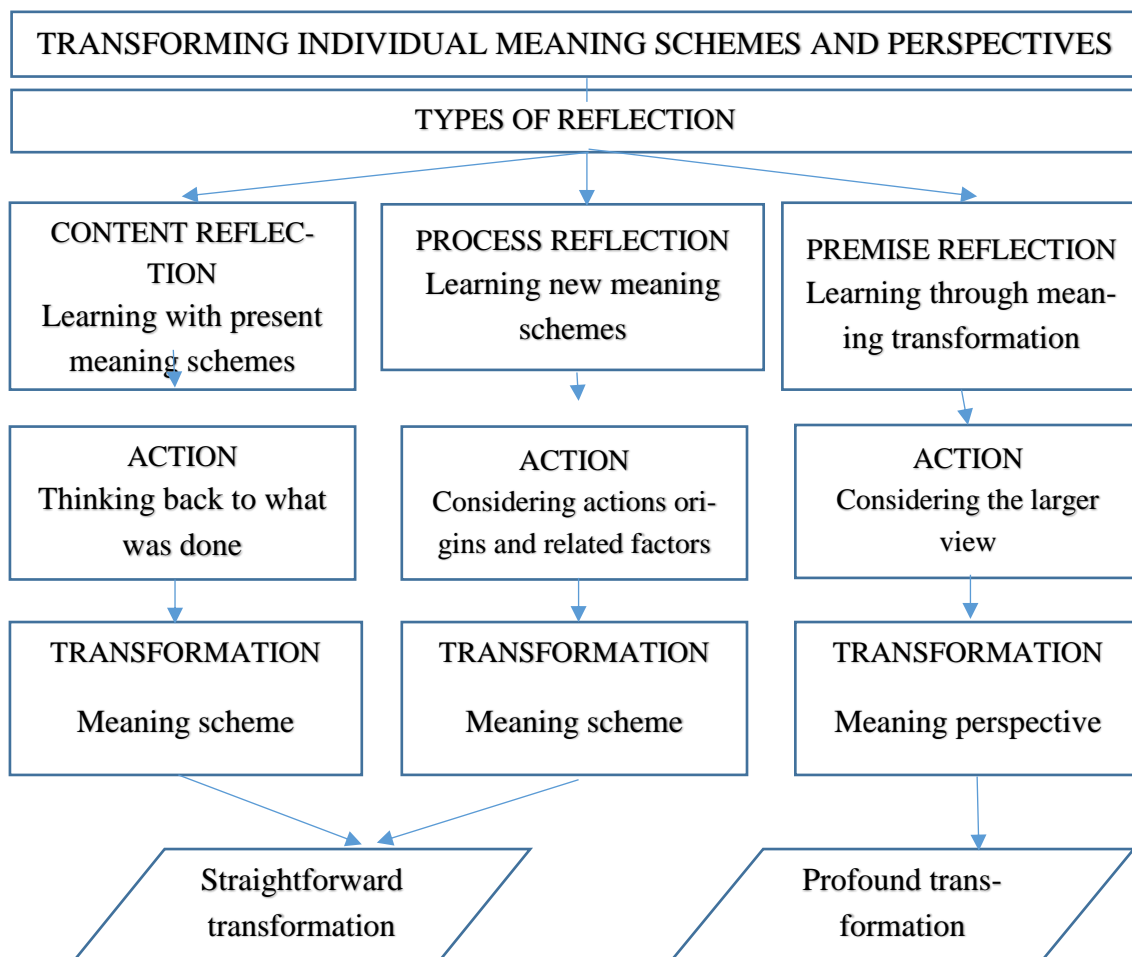 TRANSFORMING INDIVIDUAL MEANING SCHEMES AND PERSPECTIVES
TYPES OF REFLECTION
CONTENT REFLEC-
TION
Learning with present
meaning schemes
PROCESS REFLECTION
Learning new meaning
schemes
PREMISE REFLECTION
Learning through mean-
ing transformation
ACTION
Thinking back to what
was done
ACTION
Considering actions ori-
gins and related factors
ACTION
Considering the larger
view
TRANSFORMATION
Meaning scheme
TRANSFORMATION
Meaning scheme
TRANSFORMATION
Meaning perspective
Straightforward
transformation
Profound trans-
formation